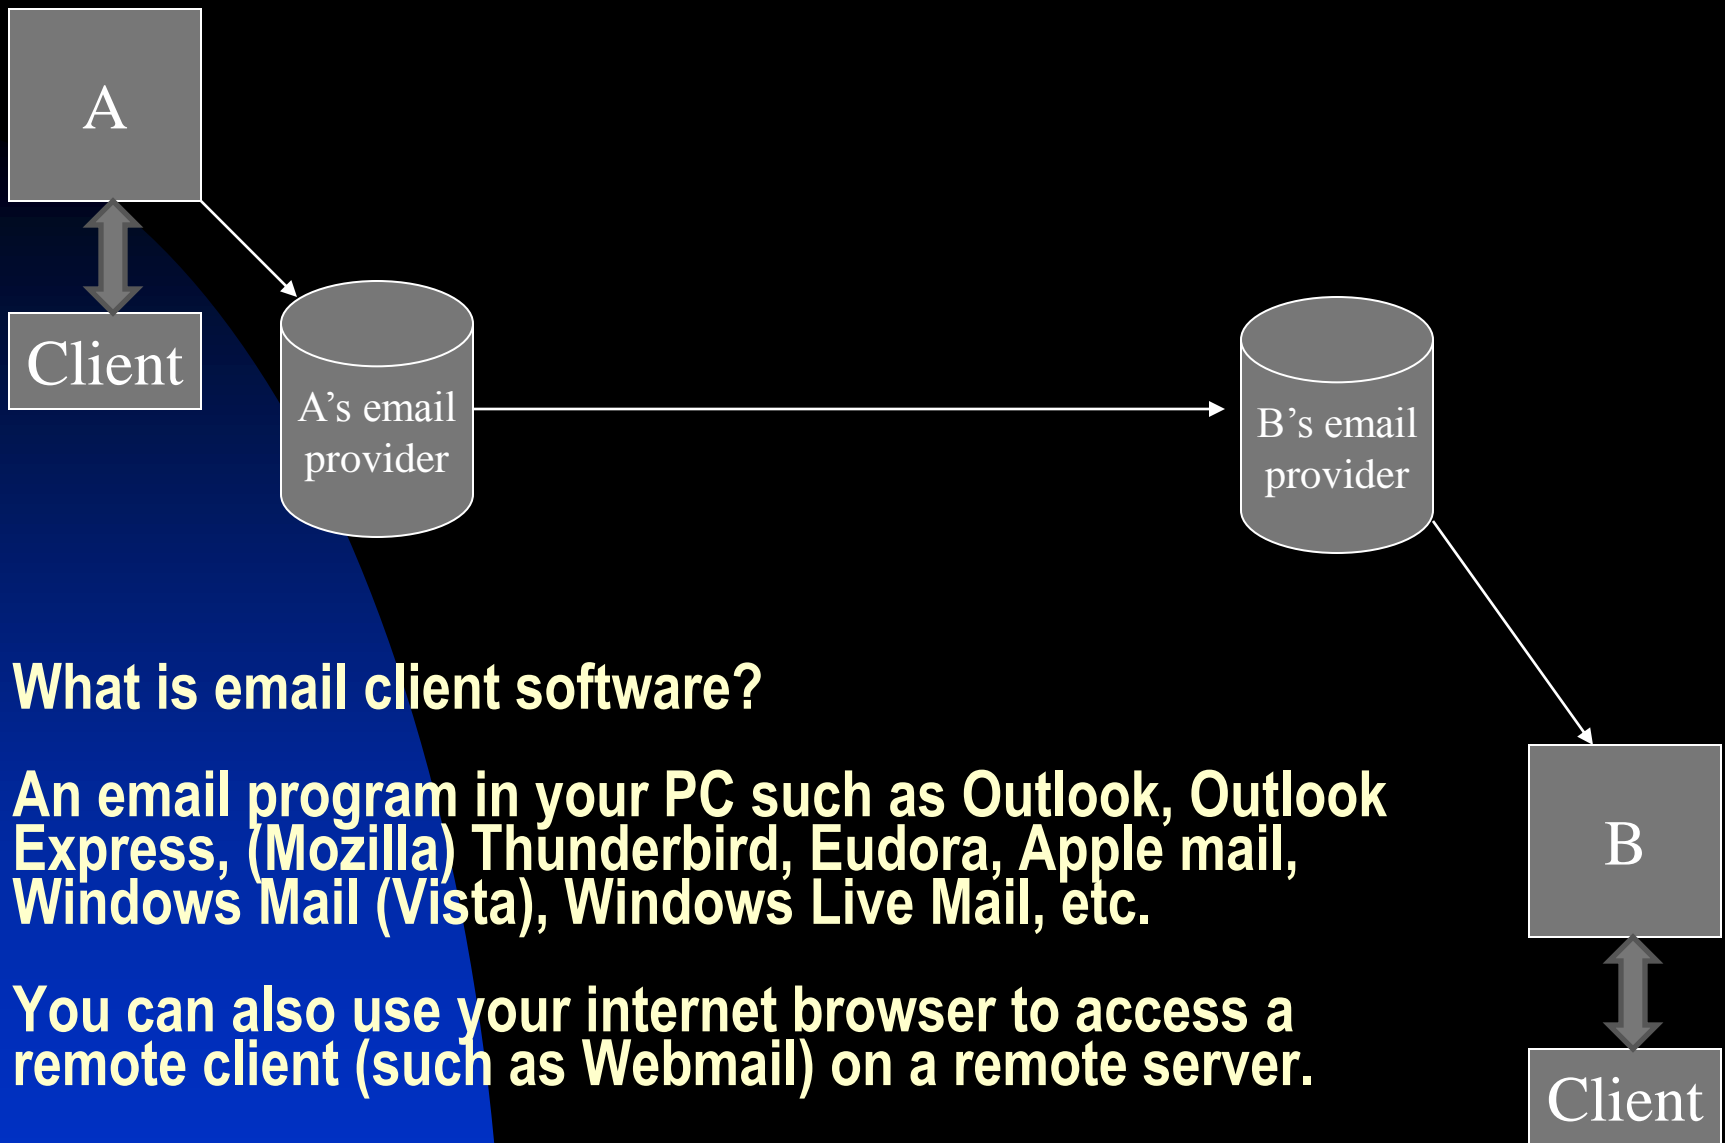 A
Client
A’s email
provider
B’s email
provider
What is email client software?
An email program in your PC such as Outlook, Outlook
Express, (Mozilla) Thunderbird, Eudora, Apple mail,
Windows Mail (Vista), Windows Live Mail, etc.
You can also use your internet browser to access a
remote client (such as Webmail) on a remote server.
B
Client